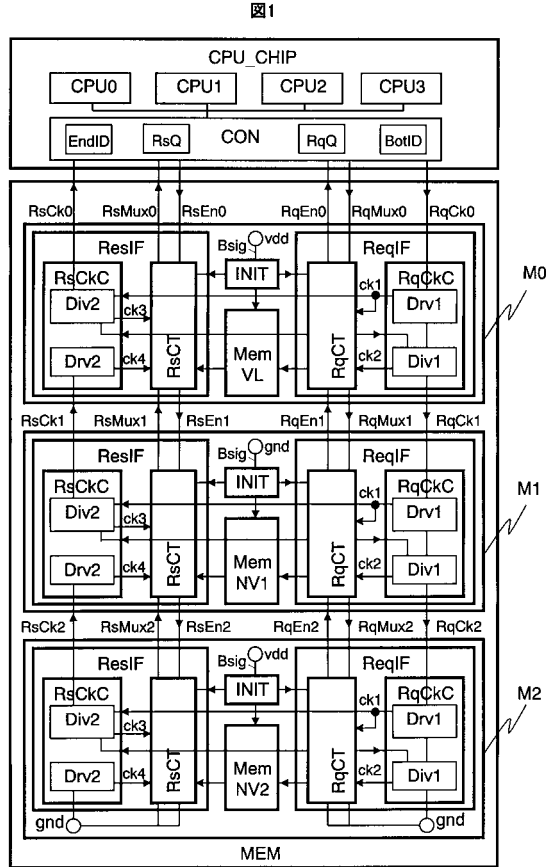 図1
CPU_CHIP
CPU0 CPU1 CPU2 CPU3
CON
EndID RsQ RqQ BotID
RsCk0 RsMux0 RsEn0 RqEn0 RqMux0 RqCk0
ResIF Bsig vdd ReqIF
RsCkC INIT RqCkC M0
Div2 ck3 ck1 Drv1
RsCT Mem VL RqCT
Drv2 ck4 ck2 Div1
RsCk1 RsMux1 RsEn1 RqEn1 RqMux1 RqCk1
ResIF Bsig gnd ReqIF
RsCkC INIT RqCkC M1
Div2 ck3 ck1 Drv1
RsCT Mem NV1 RqCT
Drv2 ck4 ck2 Div1
RsCk2 RsMux2 RsEn2 RqEn2 RqMux2 RqCk2
ResIF Bsig vdd ReqIF
RsCkC INIT RqCkC M2
Div2 ck3 ck1 Drv1
RsCT Mem NV2 RqCT
Drv2 ck4 ck2 Div1
gnd gnd
MEM